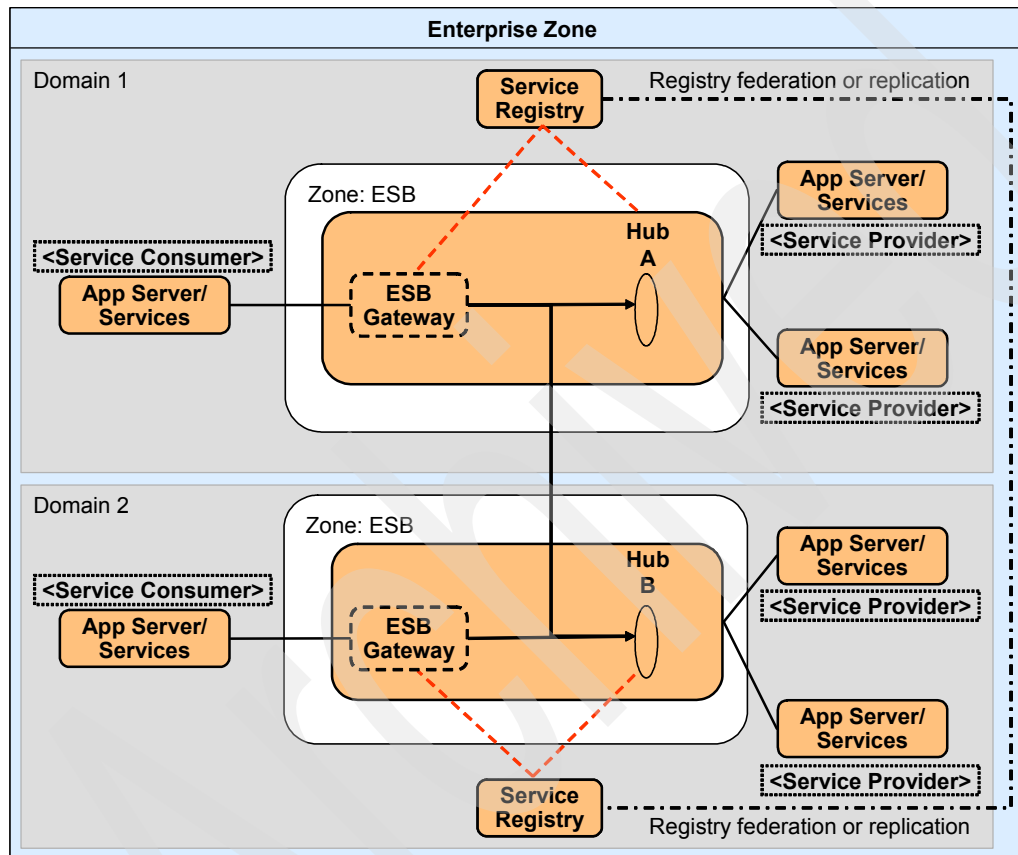 Enterprise Zone
Domain 1
Service
Registry
Registry federation or replication
Zone: ESB
Hub
A
<Service Consumer>
App Server/
Services
ESB
Gateway
App Server/
Services
<Service Provider>
App Server/
Services
<Service Provider>
Domain 2
Zone: ESB
Hub
B
<Service Consumer>
App Server/
Services
ESB
Gateway
App Server/
Services
<Service Provider>
App Server/
Services
<Service Provider>
Service
Registry
Registry federation or replication